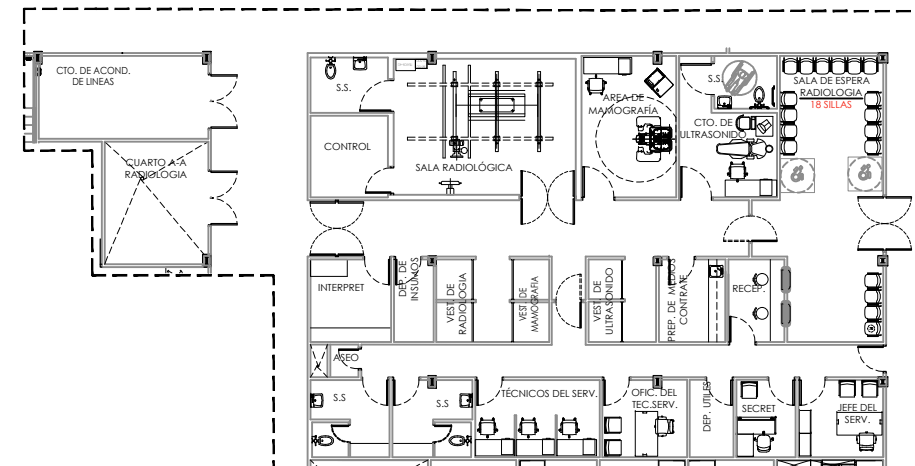 CTO. DE ACOND.
DE LINEAS
CUARTO A-A
RADIOLOGIA
S.S.
CONTROL
SALA RADIOLÓGICA
AREA DE
MAMOGRAFÍA
S.S.
CTO. DE
ULTRASONIDO
SALA DE ESPERA
RADIOLOGIA
18 SILLAS
INTERPRET
DEP. DE
INSUMOS
VEST. DE
RADIOLOGIA
VEST. DE
MAMOGRAFIA
VEST. DE
ULTRASONIDO
PREP. DE MEDIOS
CONTRATE
RECEP.
ASEO
S.S
S.S
TÉCNICOS DEL SERV.
OFIC. DEL
TEC.SERV.
DEP. UTILES
SECRET
JEFE DEL
SERV.